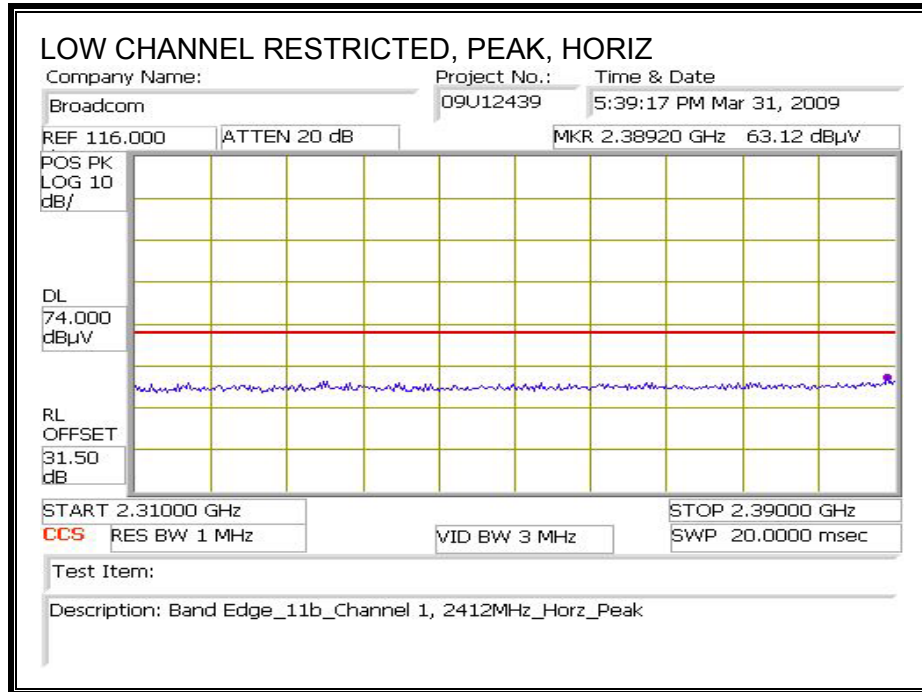 LOW CHANNEL RESTRICTED, PEAK, HORIZ
Company Name: Project No.: Time & Date
Broadcom 09U12439 5:39:17 PM Mar 31, 2009
REF 116.000 ATTEN 20 dB MKR 2.38920 GHz 63.12 dBµV
POS PK
LOG 10
dB/
DL
74.000
dBµV
RL
OFFSET
31.50
dB
START 2.31000 GHz STOP 2.39000 GHz
CCS RES BW 1 MHz VID BW 3 MHz SWP 20.0000 msec
Test Item:
Description: Band Edge_11b_Channel 1, 2412MHz_Horz_Peak